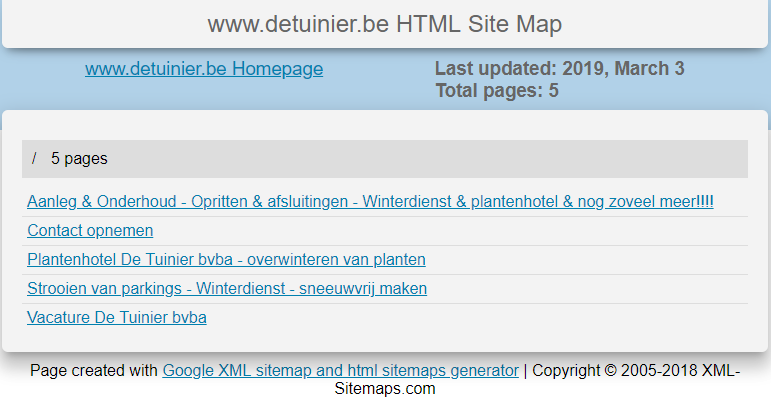 www.detuinier.be HTML Site Map
www.detuinier.be Homepage
Last updated: 2019, March 3
Total pages: 5
/ 5 pages
Aanleg & Onderhoud - Opritten & afsluitingen - Winterdienst & plantenhotel & nog zoveel meer!!!!
Contact opnemen
Plantenhotel De Tuinier bvba - overwinteren van planten
Strooien van parkings - Winterdienst - sneeuwvrij maken
Vacature De Tuinier bvba
Page created with Google XML sitemap and html sitemaps generator | Copyright © 2005-2018 XML-
Sitemaps.com